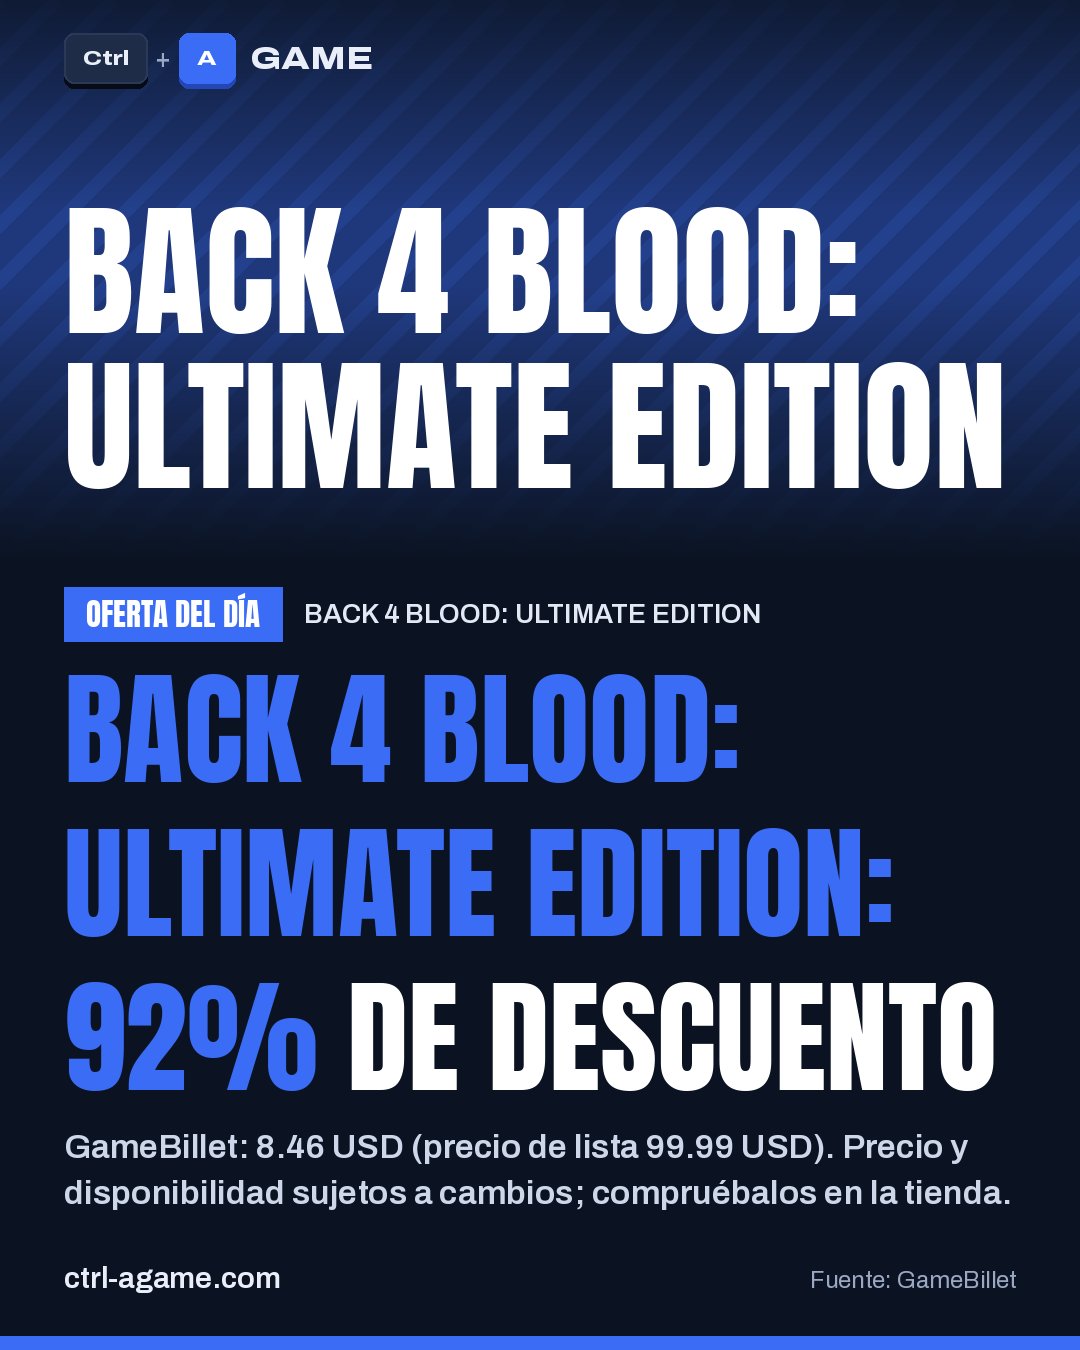 Ctrl + A GAME
BACK 4 BLOOD:
ULTIMATE EDITION
OFERTA DEL DÍA BACK 4 BLOOD: ULTIMATE EDITION
BACK 4 BLOOD:
ULTIMATE EDITION:
92% DE DESCUENTO
GameBillet: 8.46 USD (precio de lista 99.99 USD). Precio y
disponibilidad sujetos a cambios; compruébalos en la tienda.
ctrl-agame.com Fuente: GameBillet